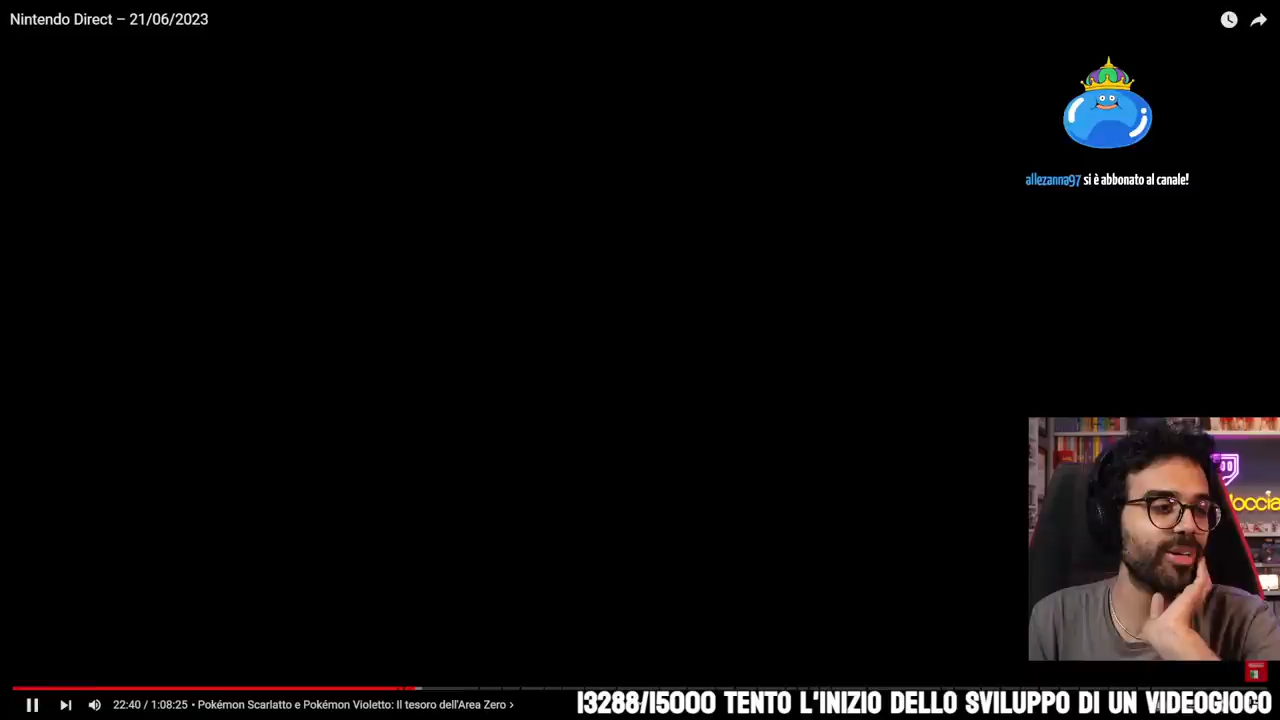 Nintendo Direct – 21/06/2023
allezanna97 si è abbonato al canale!
occia
22:40 / 1:08:25 • Pokémon Scarlatto e Pokémon Violetto: Il tesoro dell'Area Zero ›
13288/15000 TENTO L'INIZIO DELLO SVILUPPO DI UN VIDEOGIOCO